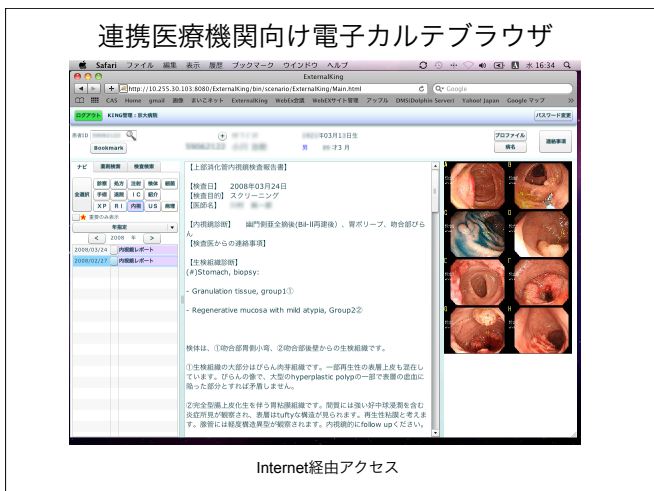 連携医療機関向け電子カルテブラウザ
Safari ファイル 編集 表示 履歴 ブックマーク ウインドウ ヘルプ 水 16:34
ExternalKing
http://10.255.30.103:8080/ExternalKing/bin/scenario/ExternalKing/Main.html
Google
CAS Home gmail 画像 まいこネット ExternalKing WebEx会議 WebEXサイト管理 アップル DMS(Dolphin Server) Yahoo! Japan Google マップ
ログアウト KING管理:京大病院 パスワード変更
患者ID
年03月13日生
男 才3 月
Bookmark
プロファイル
病名
連絡事項
ナビ 薬剤検索 検査検索
全選択
診察 処方 注射 検体 細菌
手術 退院 I C 紹介
X P R I 内視 U S 病理
重要のみ表示
年指定
< 2008 年 >
2008/03/24 内視鏡レポート
2008/02/27 内視鏡レポート
【上部消化管内視鏡検査報告書】
【検査日】 2008年03月24日
【検査目的】 スクリーニング
【医師名】
【内視鏡診断】 幽門側亜全摘後(Bil-II再建後)、胃ポリープ、吻合部びら
ん
【検査医からの連絡事項】
【生検組織診断】
(#)Stomach, biopsy:
- Granulation tissue, group1①
- Regenerative mucosa with mild atypia, Group2②
検体は、①吻合部胃側小弯、②吻合部後壁からの生検組織です。
①生検組織の大部分はびらん肉芽組織です。一部再生性の表層上皮も混在し
ています。びらんの像で、大型のhyperplastic polypの一部で表層の虚血に
陥った部分とすれば矛盾しません。
②完全型腸上皮化生を伴う胃粘膜組織です。間質には強い好中球浸潤を含む
炎症所見が観察され、表層はtuftyな構造が見られます。再生性粘膜と考えま
す。腺管には軽度構造異型が観察されます。内視鏡的にfollow upください。
Internet経由アクセス